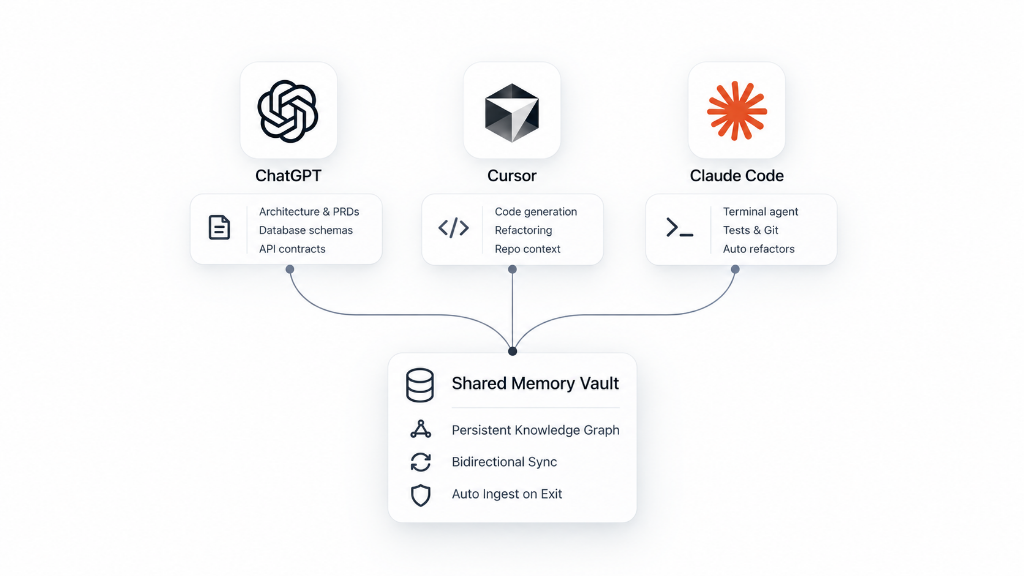 ChatGPT
Architecture & PRDs
Database schemas
API contracts
Cursor
Code generation
Refactoring
Repo context
Claude Code
Terminal agent
Tests & Git
Auto refactors
Shared Memory Vault
Persistent Knowledge Graph
Bidirectional Sync
Auto Ingest on Exit